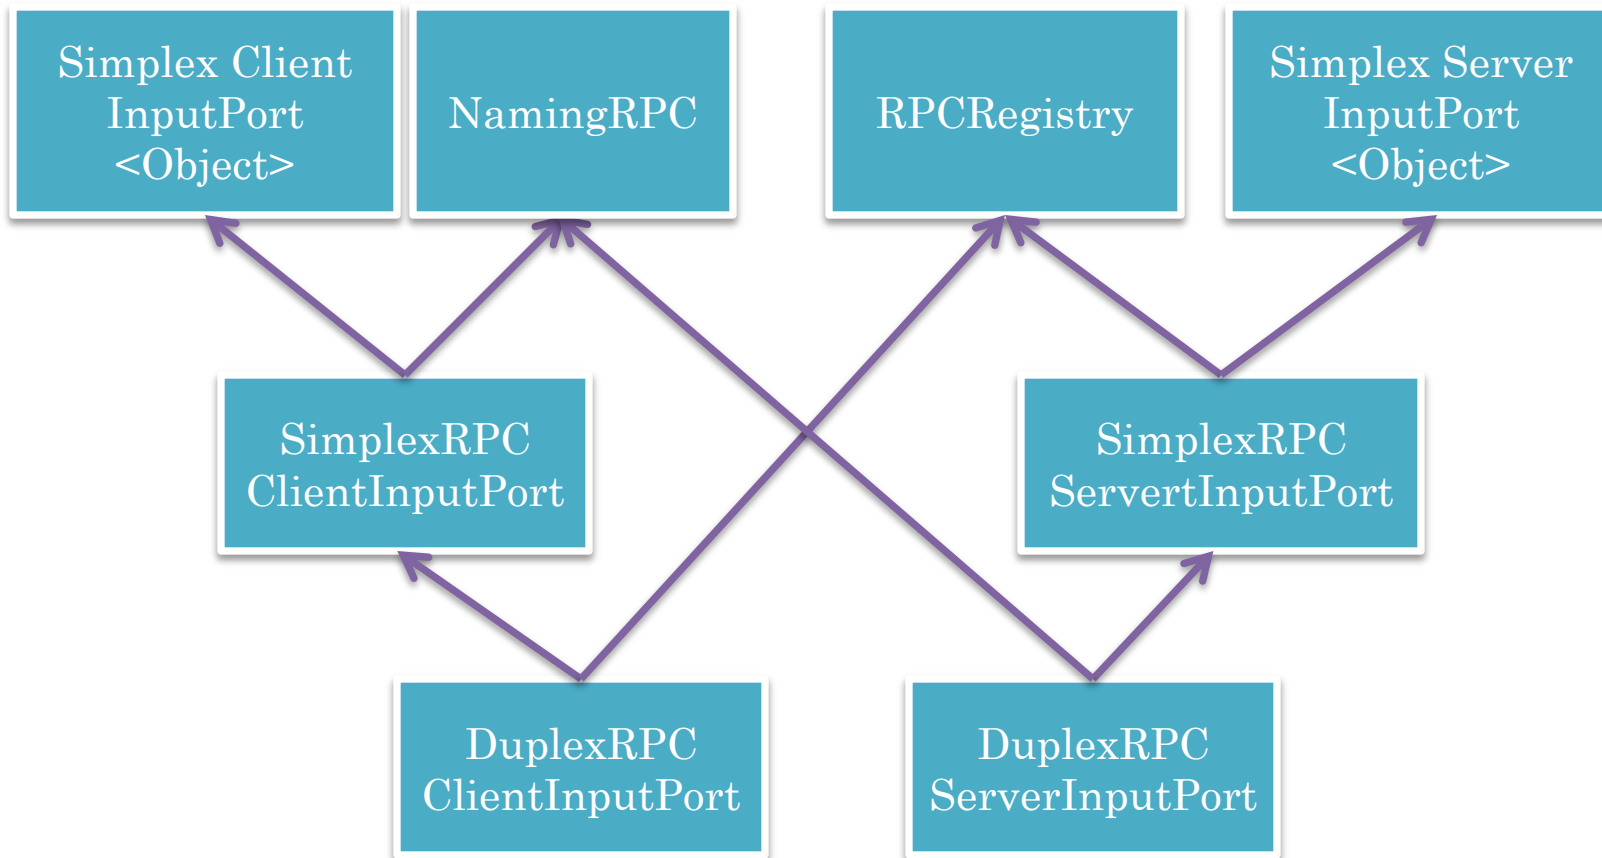 Simplex Client
InputPort
<Object>
NamingRPC
RPCRegistry
Simplex Server
InputPort
<Object>
SimplexRPC
ClientInputPort
SimplexRPC
ServertInputPort
DuplexRPC
ClientInputPort
DuplexRPC
ServerInputPort